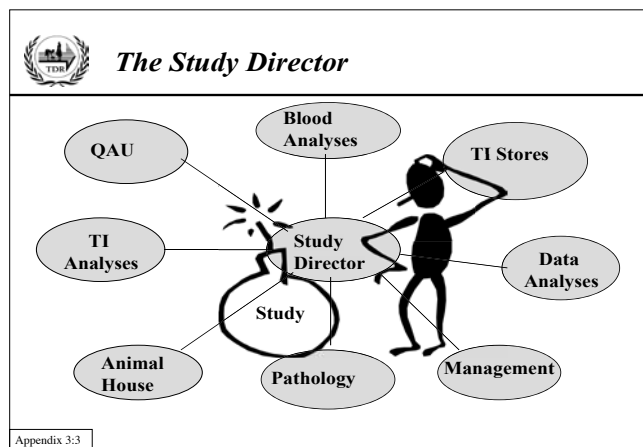 TDR
The Study Director
Blood
Analyses
QAU
TI Stores
TI
Analyses
Study
Director
Data
Analyses
Study
Animal
House
Pathology
Management
Appendix 3:3